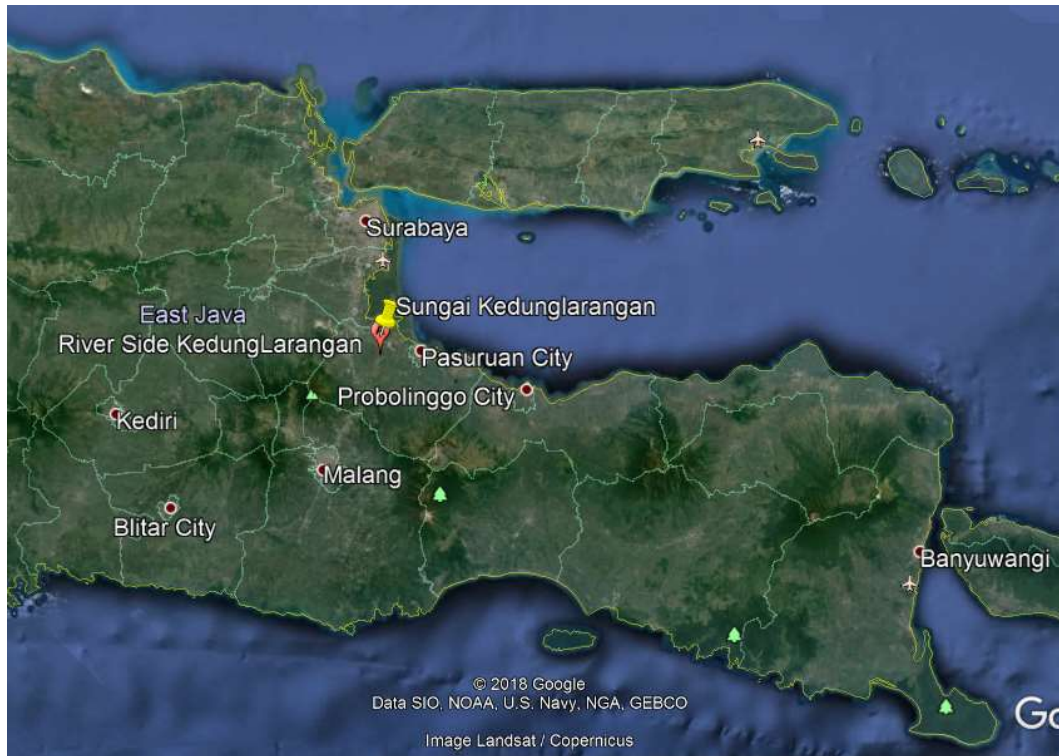 Surabaya
Sungai Kedunglarangan
East Java
River Side KedungLarangan
Pasuruan City
Probolinggo City
Kediri
Malang
Blitar City
Banyuwangi
© 2018 Google
Data SIO, NOAA, U.S. Navy, NGA, GEBCO
Go
Image Landsat / Copernicus